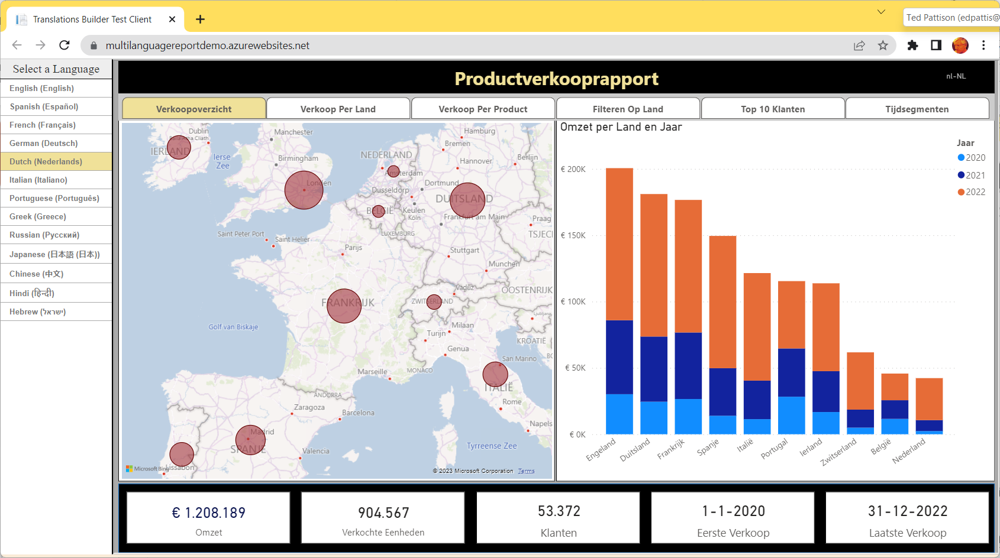 Translations Builder Test Client
Ted Pattison (edpattis@
multilanguagereportdemo.azurewebsites.net
Select a Language
English (English)
Spanish (Español)
French (Français)
German (Deutsch)
Dutch (Nederlands)
Italian (Italiano)
Portuguese (Português)
Greek (Greece)
Russian (Русский)
Japanese (日本語 (日本))
Chinese (中文)
Hindi (हिन्दी)
Hebrew (ישראל)
Productverkooprapport
nl-NL
Verkoopoverzicht
Verkoop Per Land
Verkoop Per Product
Filteren Op Land
Top 10 Klanten
Tijdsegmenten
Dublin
Baile Átha Cliath
IERLAND
Ierse
Zee
Manchester
Birmingham
Londen
NEDERLAND
Amsterdam
Hamburg
Bremen
Hannover
Berlijn
Dortmund
Dusseldorp
DUITSLAND
BELGIË
Keulen
Köln
Frankfurt am Main
Praag
TSJECH
LUXEMBURG
Saint Peter Port
Saint Helier
Parijs
Stuttgart
Munchen
Vaduz
OOSTENRIJK
ZWITSERLAND
FRANKRIJK
Ljubljana
Golf van Biskaje
Milaan
Turijn
KROATIË
Genua
San Marino
BO
Marseille
MONACO
ITALIË
ANDORRA
Rome
Zaragoza
Barcelona
Napels
Madrid
SPANJE
Valencia
Tyrreense Zee
Lissabon
Microsoft Bing
© 2023 Microsoft Corporation
Terms
Omzet per Land en Jaar
Jaar
2020
2021
2022
€ 200K
€ 150K
€ 100K
€ 50K
€ 0K
Engeland
Duitsland
Frankrijk
Spanje
Italië
Portugal
Ierland
Zwitserland
België
Nederland
€ 1.208.189
Omzet
904.567
Verkochte Eenheden
53.372
Klanten
1-1-2020
Eerste Verkoop
31-12-2022
Laatste Verkoop